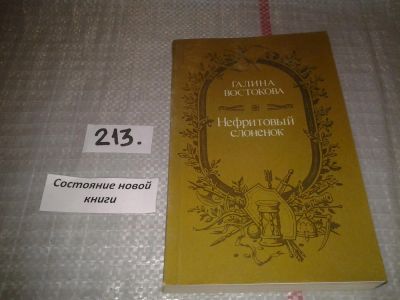 213.
Состояние новой
книги
ГАЛИНА
ВОСТОКОВА
Нефритовый
слоненок